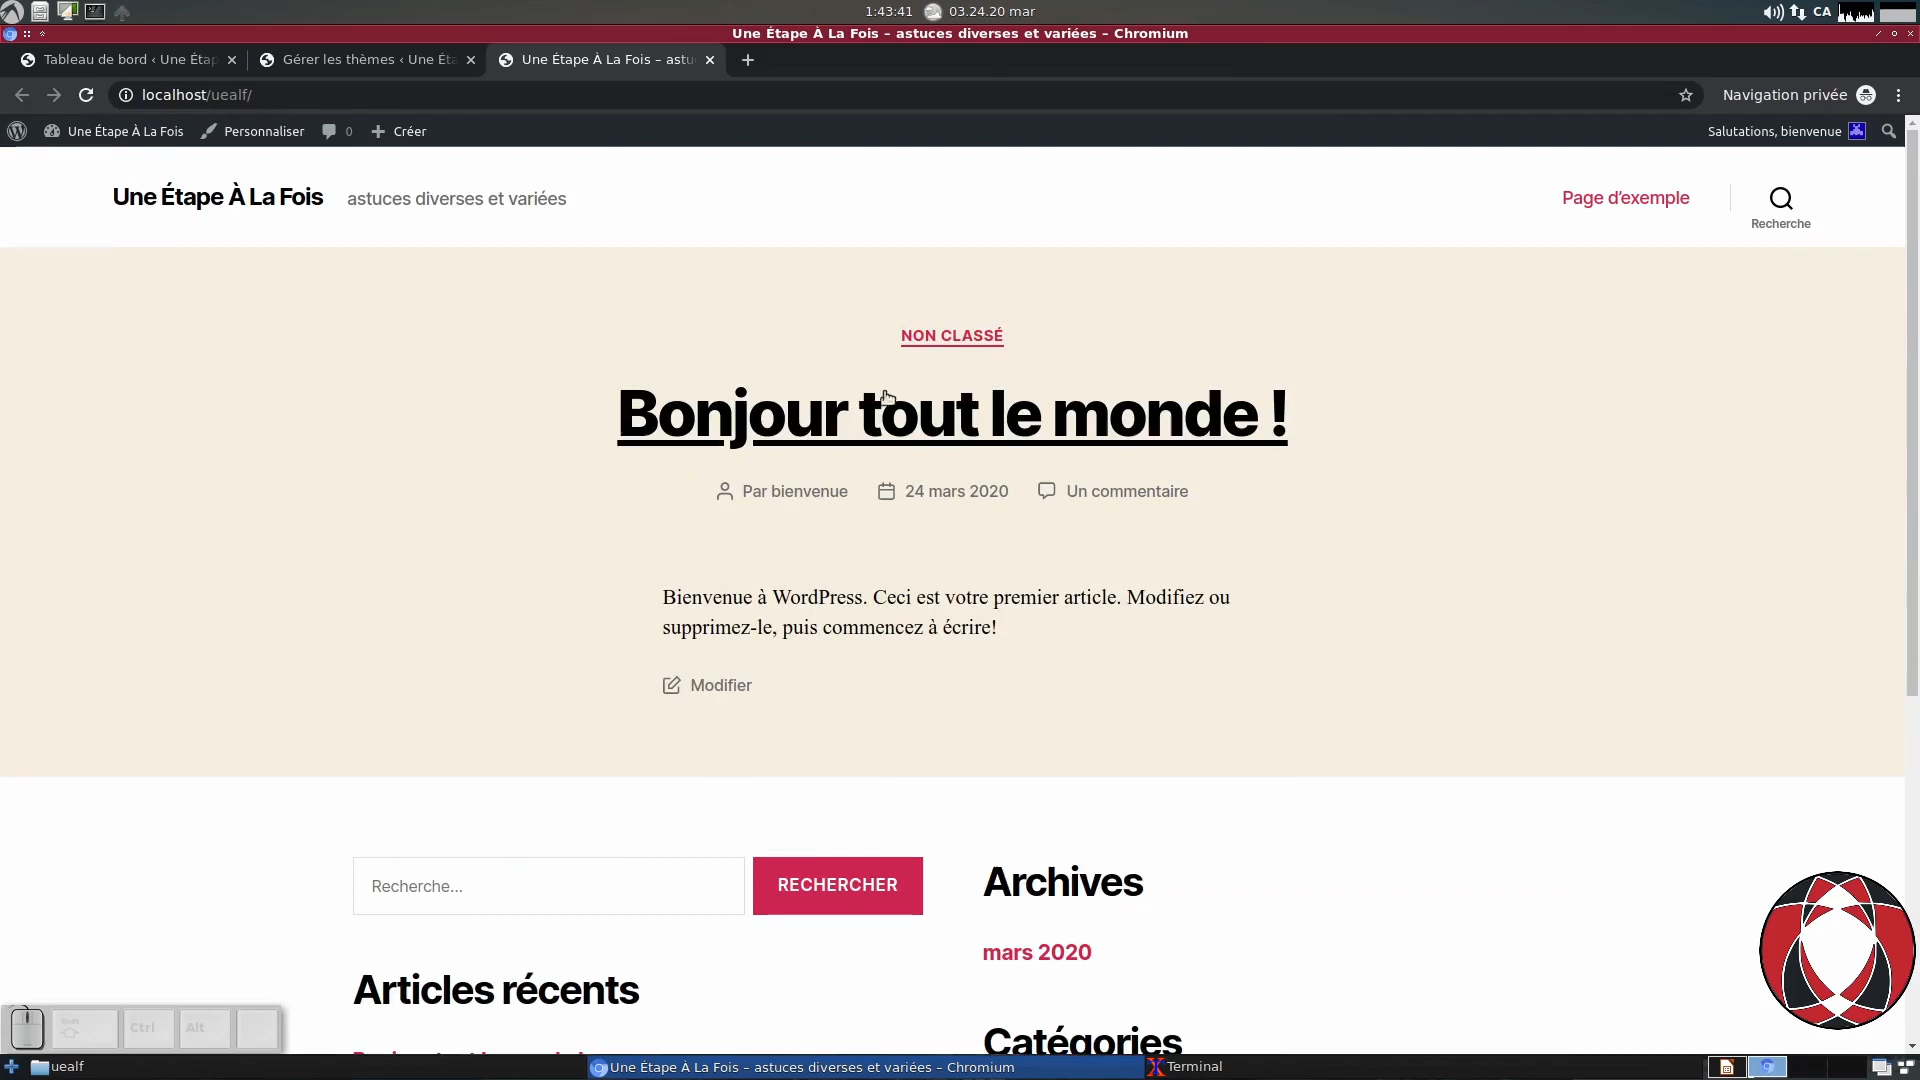 1:43:41 03.24.20 mar CA
Une Étape À La Fois – astuces diverses et variées – Chromium
Tableau de bord ‹ Une Étap Gérer les thèmes ‹ Une Éta Une Étape À La Fois – astu
localhost/uealf/ Navigation privée
Une Étape À La Fois Personnaliser 0 Créer Salutations, bienvenue
Une Étape À La Fois astuces diverses et variées Page d’exemple
Recherche
NON CLASSÉ
Bonjour tout le monde !
Par bienvenue 24 mars 2020 Un commentaire
Bienvenue à WordPress. Ceci est votre premier article. Modifiez ou
supprimez-le, puis commencez à écrire!
Modifier
Recherche… RECHERCHER
Archives
mars 2020
Articles récents
Catégories
Shift Ctrl Alt
uealf Une Étape À La Fois – astuces diverses et variées – Chromium Terminal